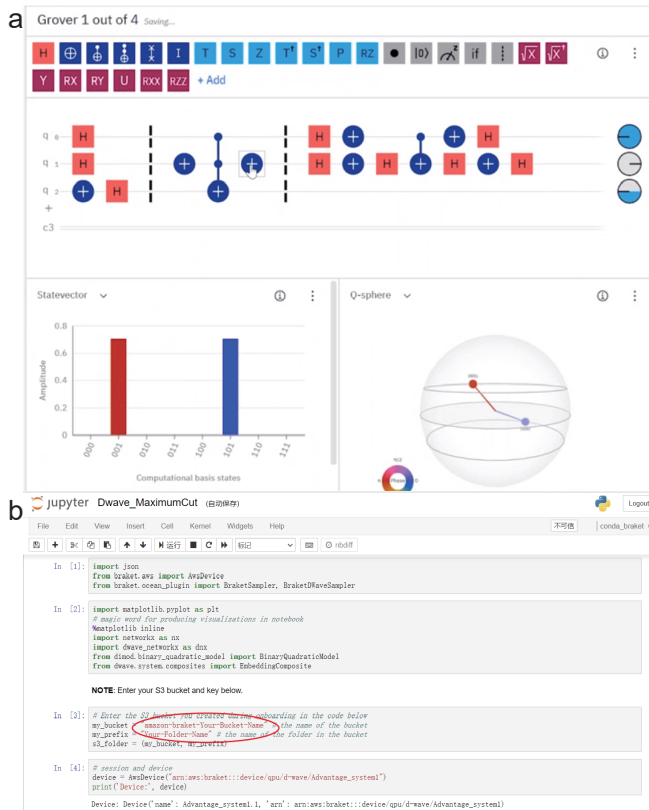 a
Grover 1 out of 4 Saving...
H I T S Z T† S† P RZ |0⟩ z if √X √X†
Y RX RY U RXX RZZ + Add
q 0 H H H
q 1 H H H H H
q 2 H
+
c3
Statevector
Q-sphere
Amplitude
0.8
0.6
0.4
0.2
0
000 001 010 011 100 101 110 111
Computational basis states
π/2
Phase 0
b
jupyter Dwave_MaximumCut (自动保存)
Logout
File Edit View Insert Cell Kernel Widgets Help
不可信 conda_braket
运行 标记 nbdiff
In [1]: import json
from braket.aws import AwsDevice
from braket.ocean_plugin import BraketSampler, BraketDWaveSampler
In [2]: import matplotlib.pyplot as plt
# magic word for producing visualizations in notebook
%matplotlib inline
import networkx as nx
import dwave_networkx as dnx
from dimod.binary_quadratic_model import BinaryQuadraticModel
from dwave.system.composites import EmbeddingComposite
NOTE: Enter your S3 bucket and key below.
In [3]: # Enter the S3 bucket you created during onboarding in the code below
my_bucket = "amazon-braket-Your-Bucket-Name" # the name of the bucket
my_prefix = "Your-Folder-Name" # the name of the folder in the bucket
s3_folder = (my_bucket, my_prefix)
In [4]: # session and device
device = AwsDevice("arn:aws:braket:::device/qpu/d-wave/Advantage_system1")
print('Device:', device)
Device: Device('name': Advantage_system1.1, 'arn': arn:aws:braket:::device/qpu/d-wave/Advantage_system1)